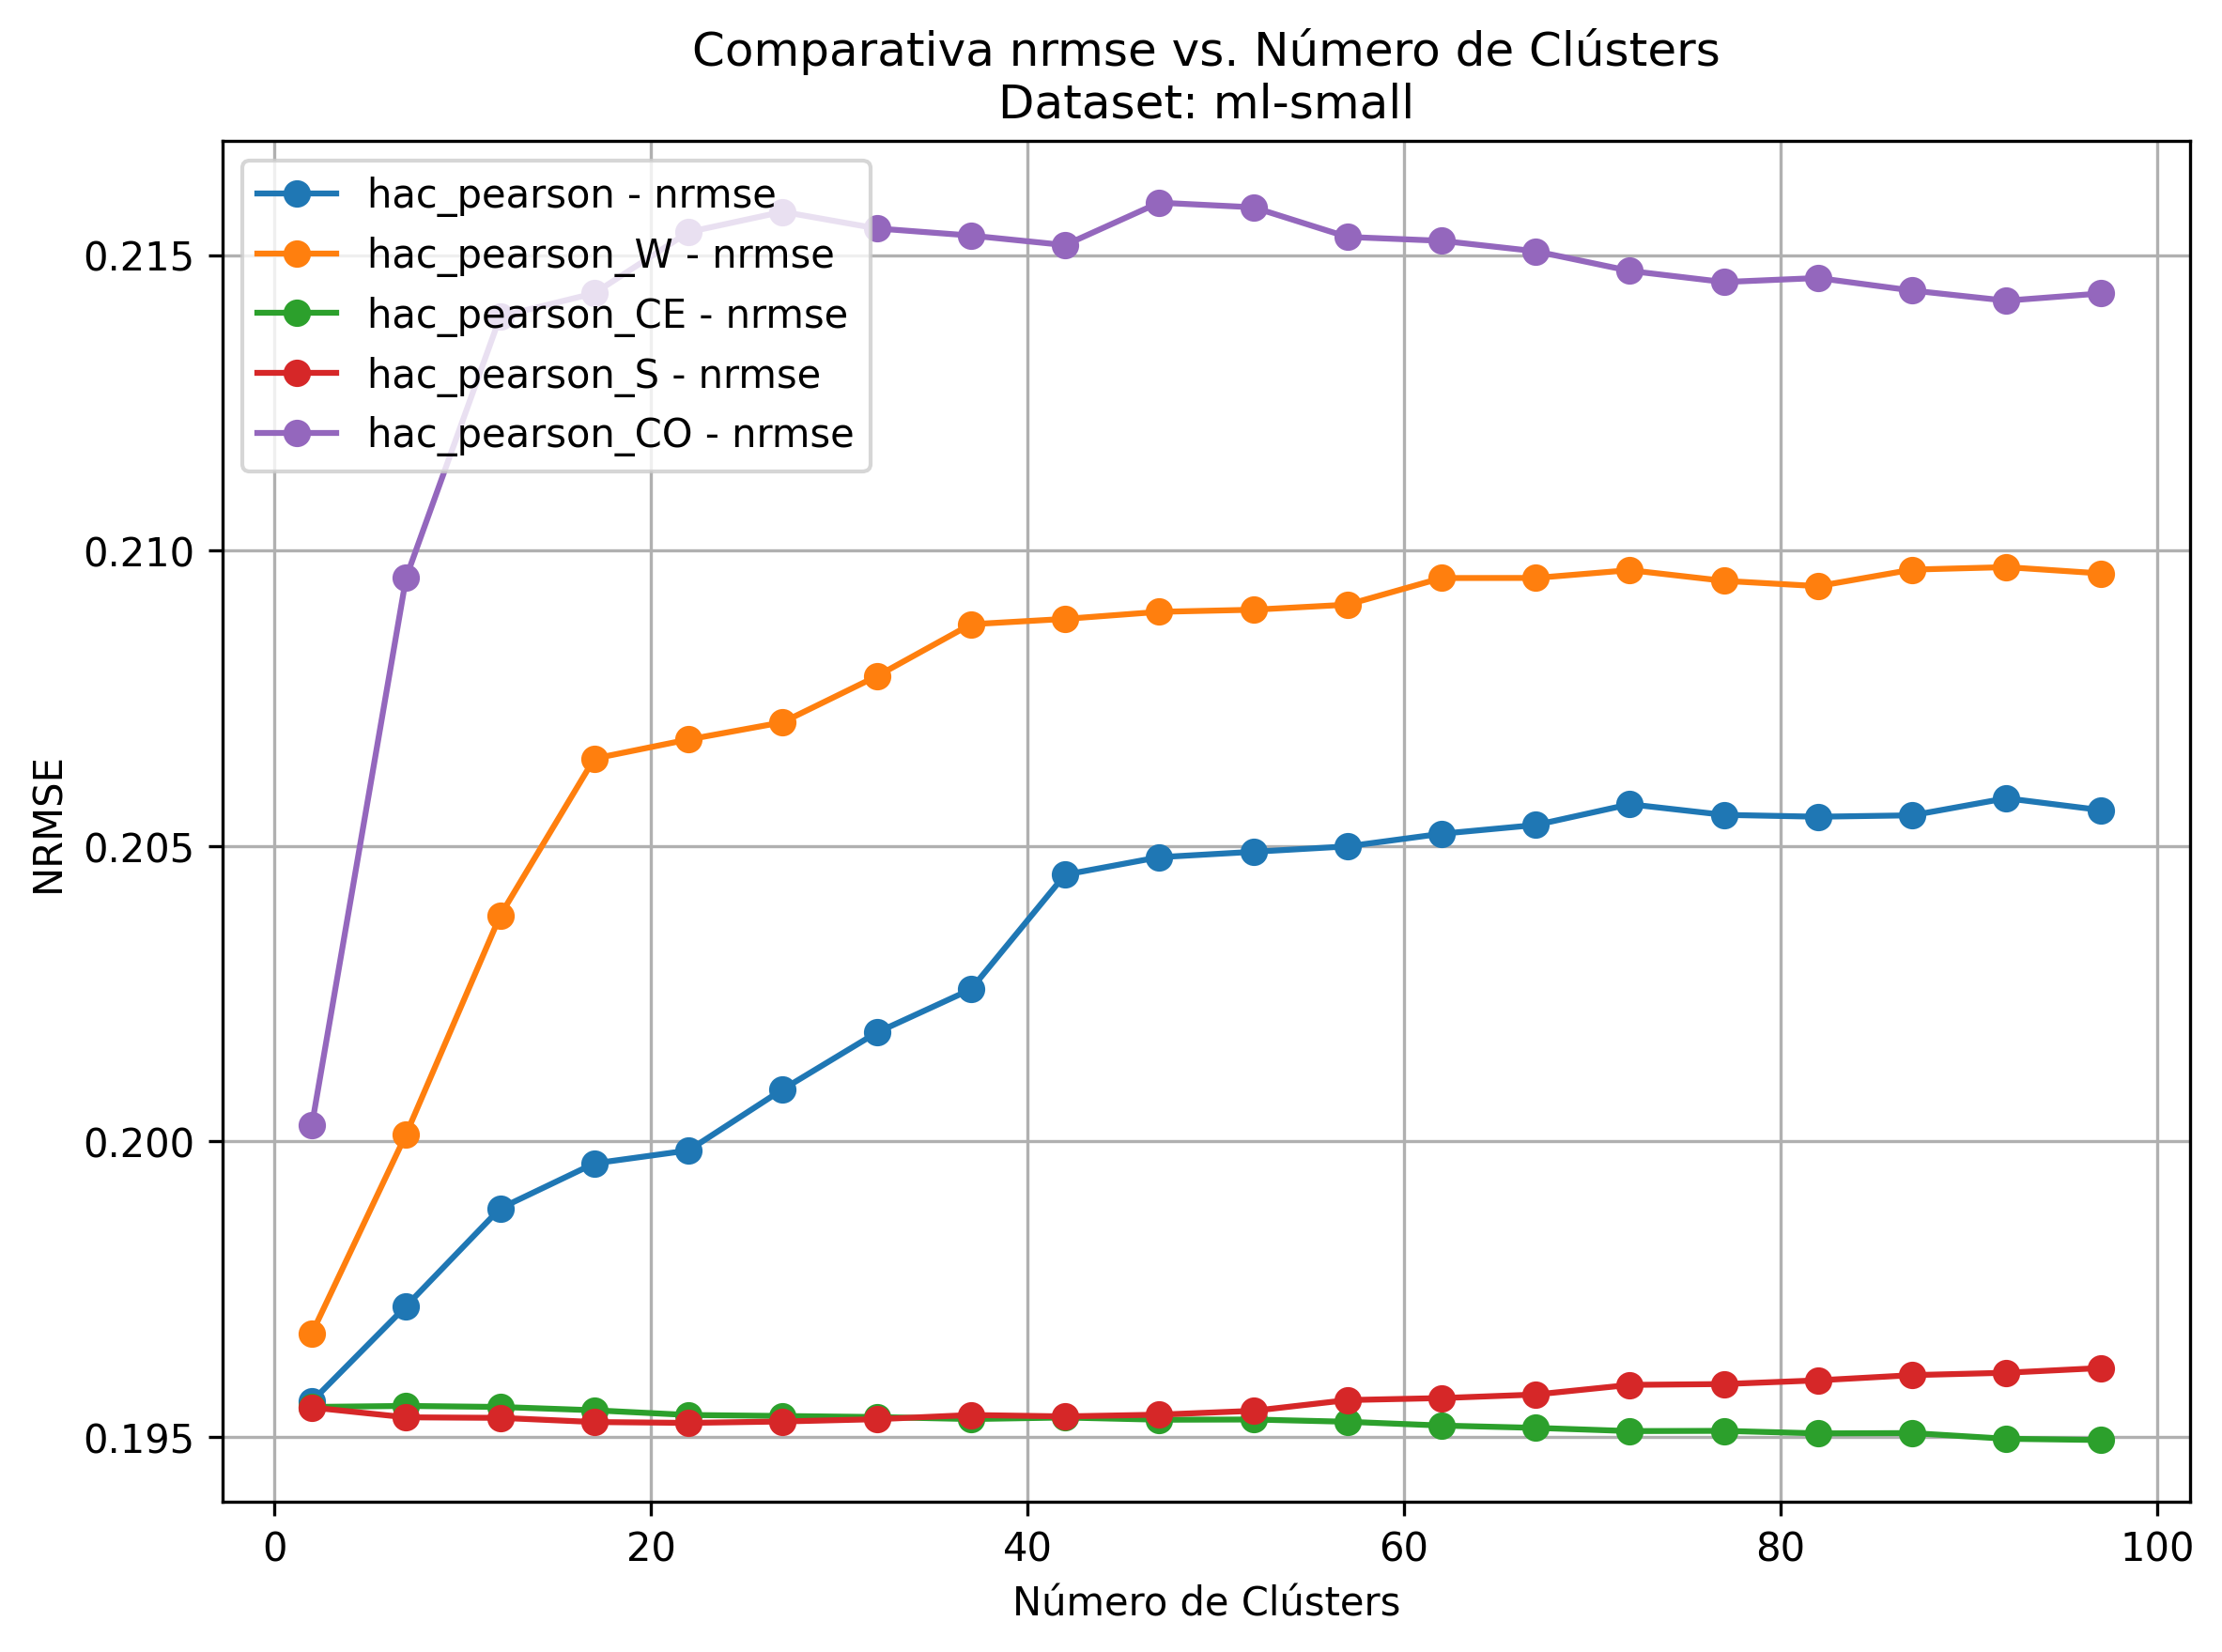 Comparativa nrmse vs. Número de Clústers
Dataset: ml-small
hac_pearson - nrmse
hac_pearson_W - nrmse
hac_pearson_CE - nrmse
hac_pearson_S - nrmse
hac_pearson_CO - nrmse
0.215
0.210
0.205
0.200
0.195
NRMSE
0 20 40 60 80 100
Número de Clústers